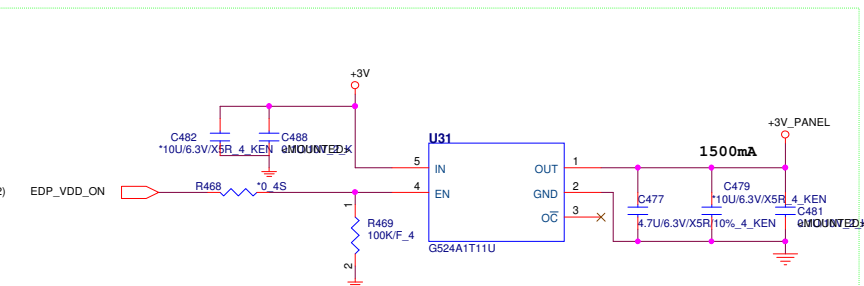 +3V
+3V_PANEL
C482
C488
U31
*10U/6.3V/X5R_4_KEN
1500mA
5
IN
OUT
1
2)
EDP_VDD_ON
R468
*0_4S
4
EN
GND
2
C479
*10U/6.3V/X5R_4_KEN
C477
1
R469
100K/F_4
OC
3
C481
4.7U/6.3V/X5R/10%_4_KEN
2
G524A1T11U